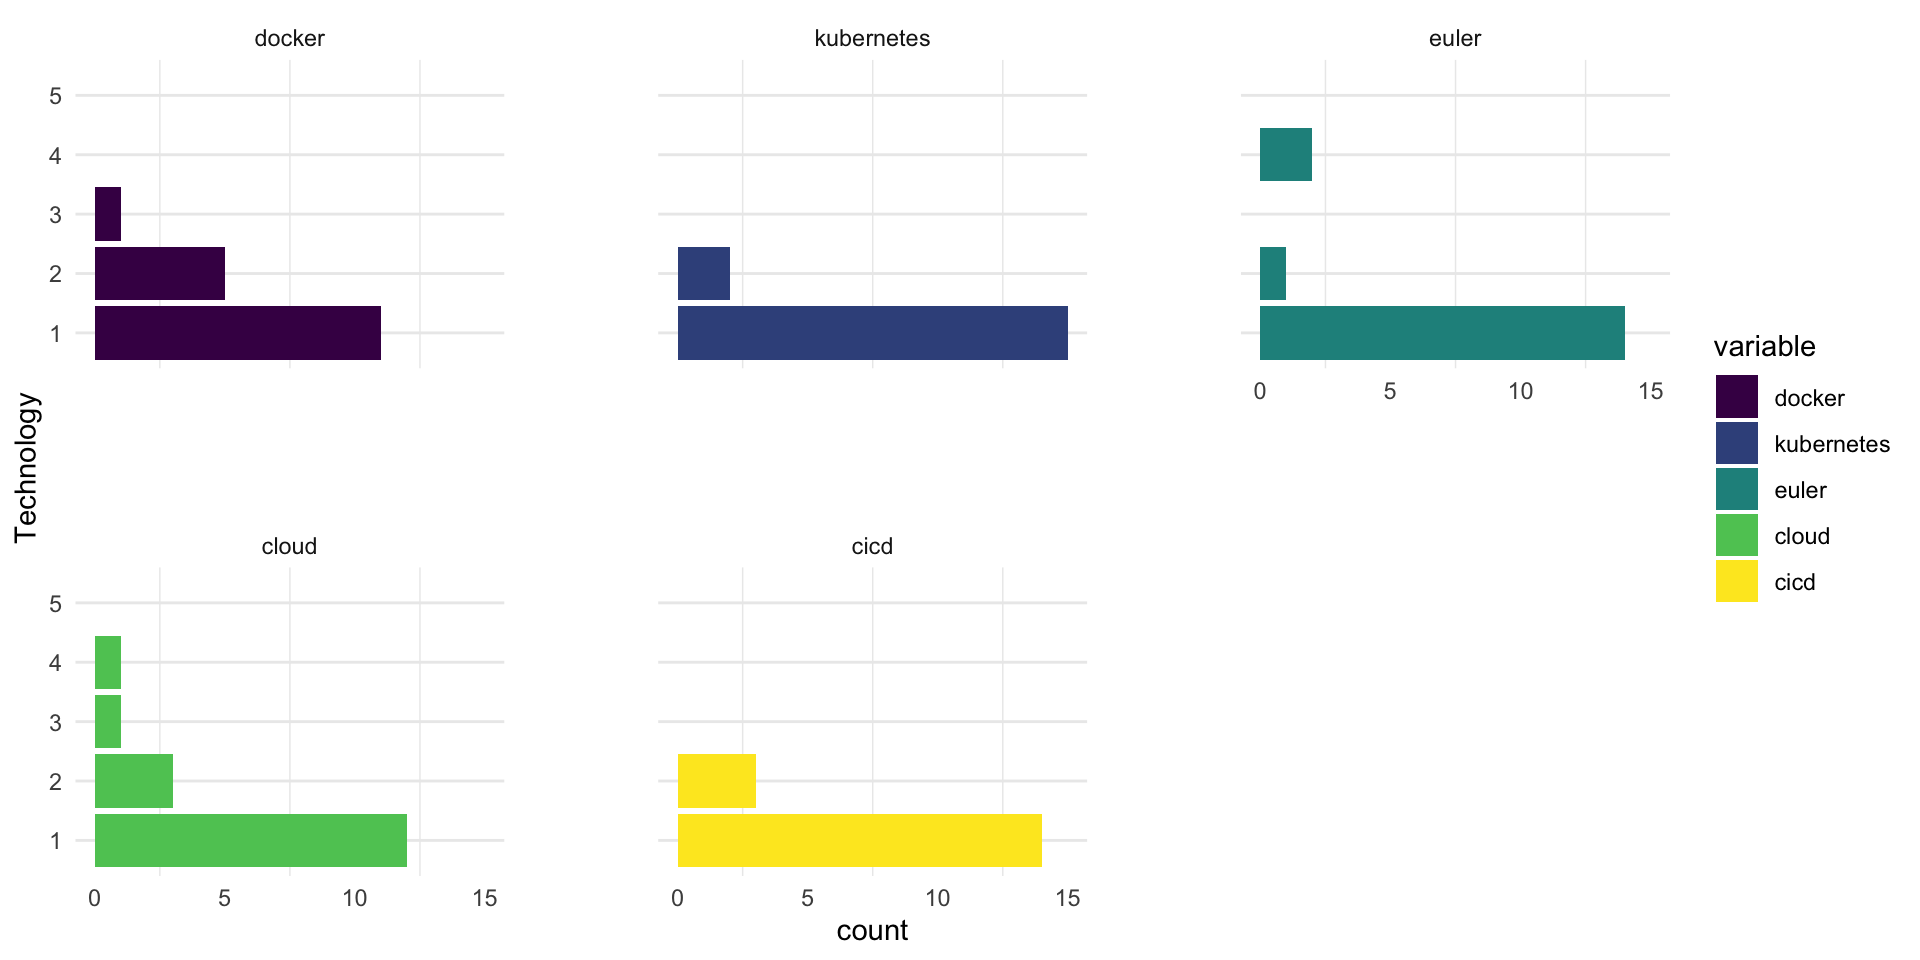 docker
kubernetes
euler
5
4
3
2
1
0 5 10 15
Technology
cloud
cicd
5
4
3
2
1
0 5 10 15
0 5 10 15
count
variable
docker
kubernetes
euler
cloud
cicd